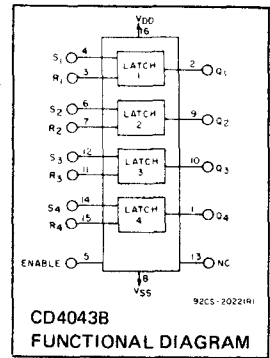 VDD
16
S1 4
R1 3
LATCH
1
2 Q1
S2 6
R2 7
LATCH
2
9 Q2
S3 12
R3 11
LATCH
3
10 Q3
S4 14
R4 15
LATCH
4
1 Q4
ENABLE 5
13 NC
8
VSS
92CS-20221R1
CD4043B
FUNCTIONAL DIAGRAM